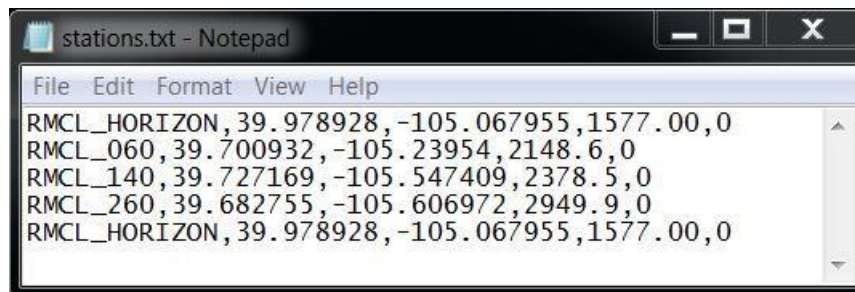 stations.txt - Notepad
File Edit Format View Help
RMCL_HORIZON,39.978928,-105.067955,1577.00,0
RMCL_060,39.700932,-105.23954,2148.6,0
RMCL_140,39.727169,-105.547409,2378.5,0
RMCL_260,39.682755,-105.606972,2949.9,0
RMCL_HORIZON,39.978928,-105.067955,1577.00,0